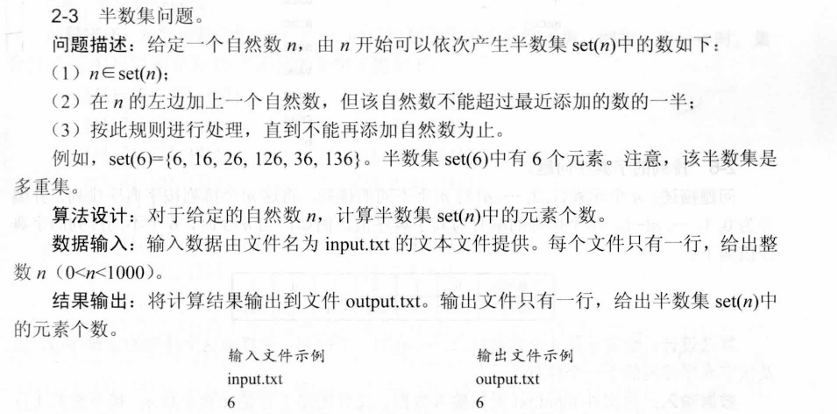 2-3 半数集问题。
问题描述：给定一个自然数 n，由 n 开始可以依次产生半数集 set(n)中的数如下：
（1）n∈set(n)；
（2）在 n 的左边加上一个自然数，但该自然数不能超过最近添加的数的一半；
（3）按此规则进行处理，直到不能再添加自然数为止。
例如，set(6)={6, 16, 26, 126, 36, 136}。半数集 set(6)中有 6 个元素。注意，该半数集是
多重集。
算法设计：对于给定的自然数 n，计算半数集 set(n)中的元素个数。
数据输入：输入数据由文件名为 input.txt 的文本文件提供。每个文件只有一行，给出整
数 n（0<n<1000）。
结果输出：将计算结果输出到文件 output.txt。输出文件只有一行，给出半数集 set(n)中
的元素个数。
输入文件示例 输出文件示例
input.txt output.txt
6 6